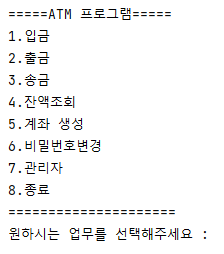 =====ATM 프로그램=====
1.입금
2.출금
3.송금
4.잔액조회
5.계좌 생성
6.비밀번호변경
7.관리자
8.종료
=====================
원하시는 업무를 선택해주세요 :